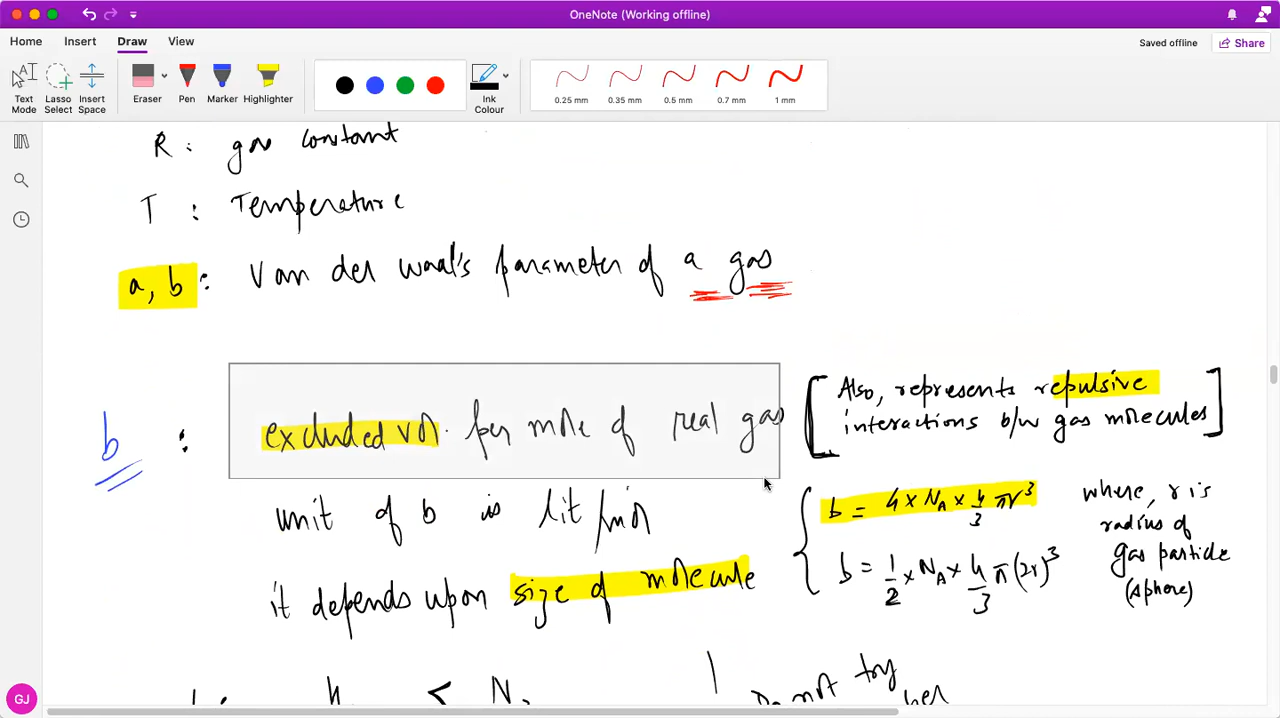 OneNote (Working offline)
Home Insert Draw View
Saved offline
Share
Text Mode
Lasso Select
Insert Space
Eraser
Pen
Marker
Highlighter
Ink Colour
0.25 mm
0.35 mm
0.5 mm
0.7 mm
1 mm
R : gas constant
T : Temperature
a, b : Van der waal's parameter of a gas
b : excluded vol. per mole of real gas
[Also, represents repulsive
interactions b/w gas molecules]
unit of b is lit/mol
it depends upon size of molecule
b = 4 × NA × 4/3 πr³
b = 1/2 × NA × 4/3 π(2r)³
where, r is
radius of
gas particle
(sphere)
< N
Do not try
GJ